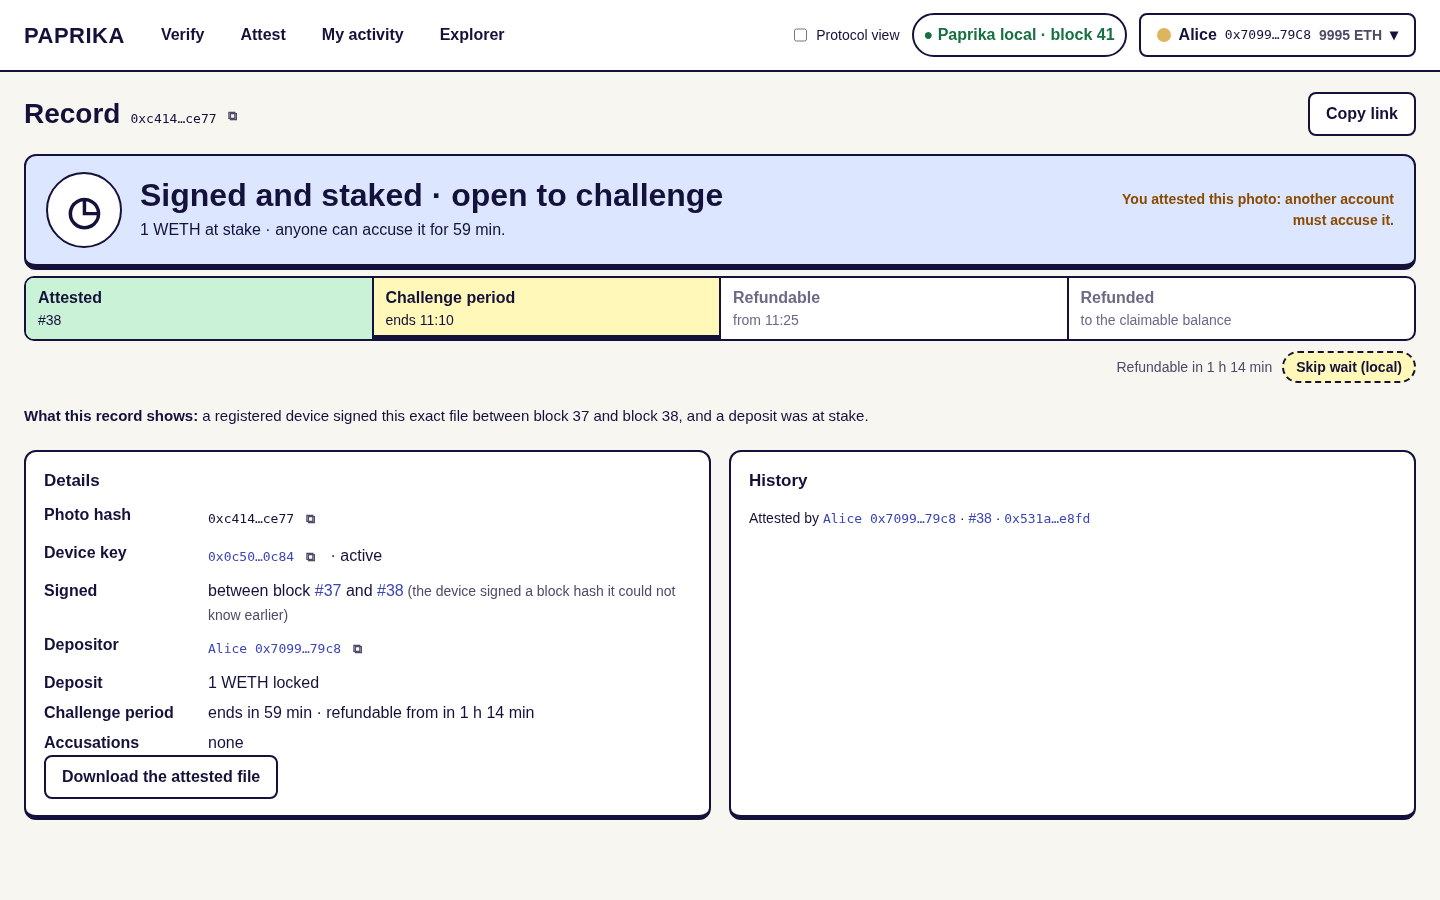 PAPRIKA Verify Attest My activity Explorer Protocol view ● Paprika local · block 41 Alice 0x7099…79C8 9995 ETH ▼
Record 0xc414…ce77 ⧉ Copy link
Signed and staked · open to challenge
1 WETH at stake · anyone can accuse it for 59 min.
You attested this photo: another account
must accuse it.
Attested
#38
Challenge period
ends 11:10
Refundable
from 11:25
Refunded
to the claimable balance
Refundable in 1 h 14 min Skip wait (local)
What this record shows: a registered device signed this exact file between block 37 and block 38, and a deposit was at stake.
Details
Photo hash 0xc414…ce77 ⧉
Device key 0x0c50…0c84 ⧉ · active
Signed between block #37 and #38 (the device signed a block hash it could not
know earlier)
Depositor Alice 0x7099…79c8 ⧉
Deposit 1 WETH locked
Challenge period ends in 59 min · refundable from in 1 h 14 min
Accusations none
Download the attested file
History
Attested by Alice 0x7099…79c8 · #38 · 0x531a…e8fd